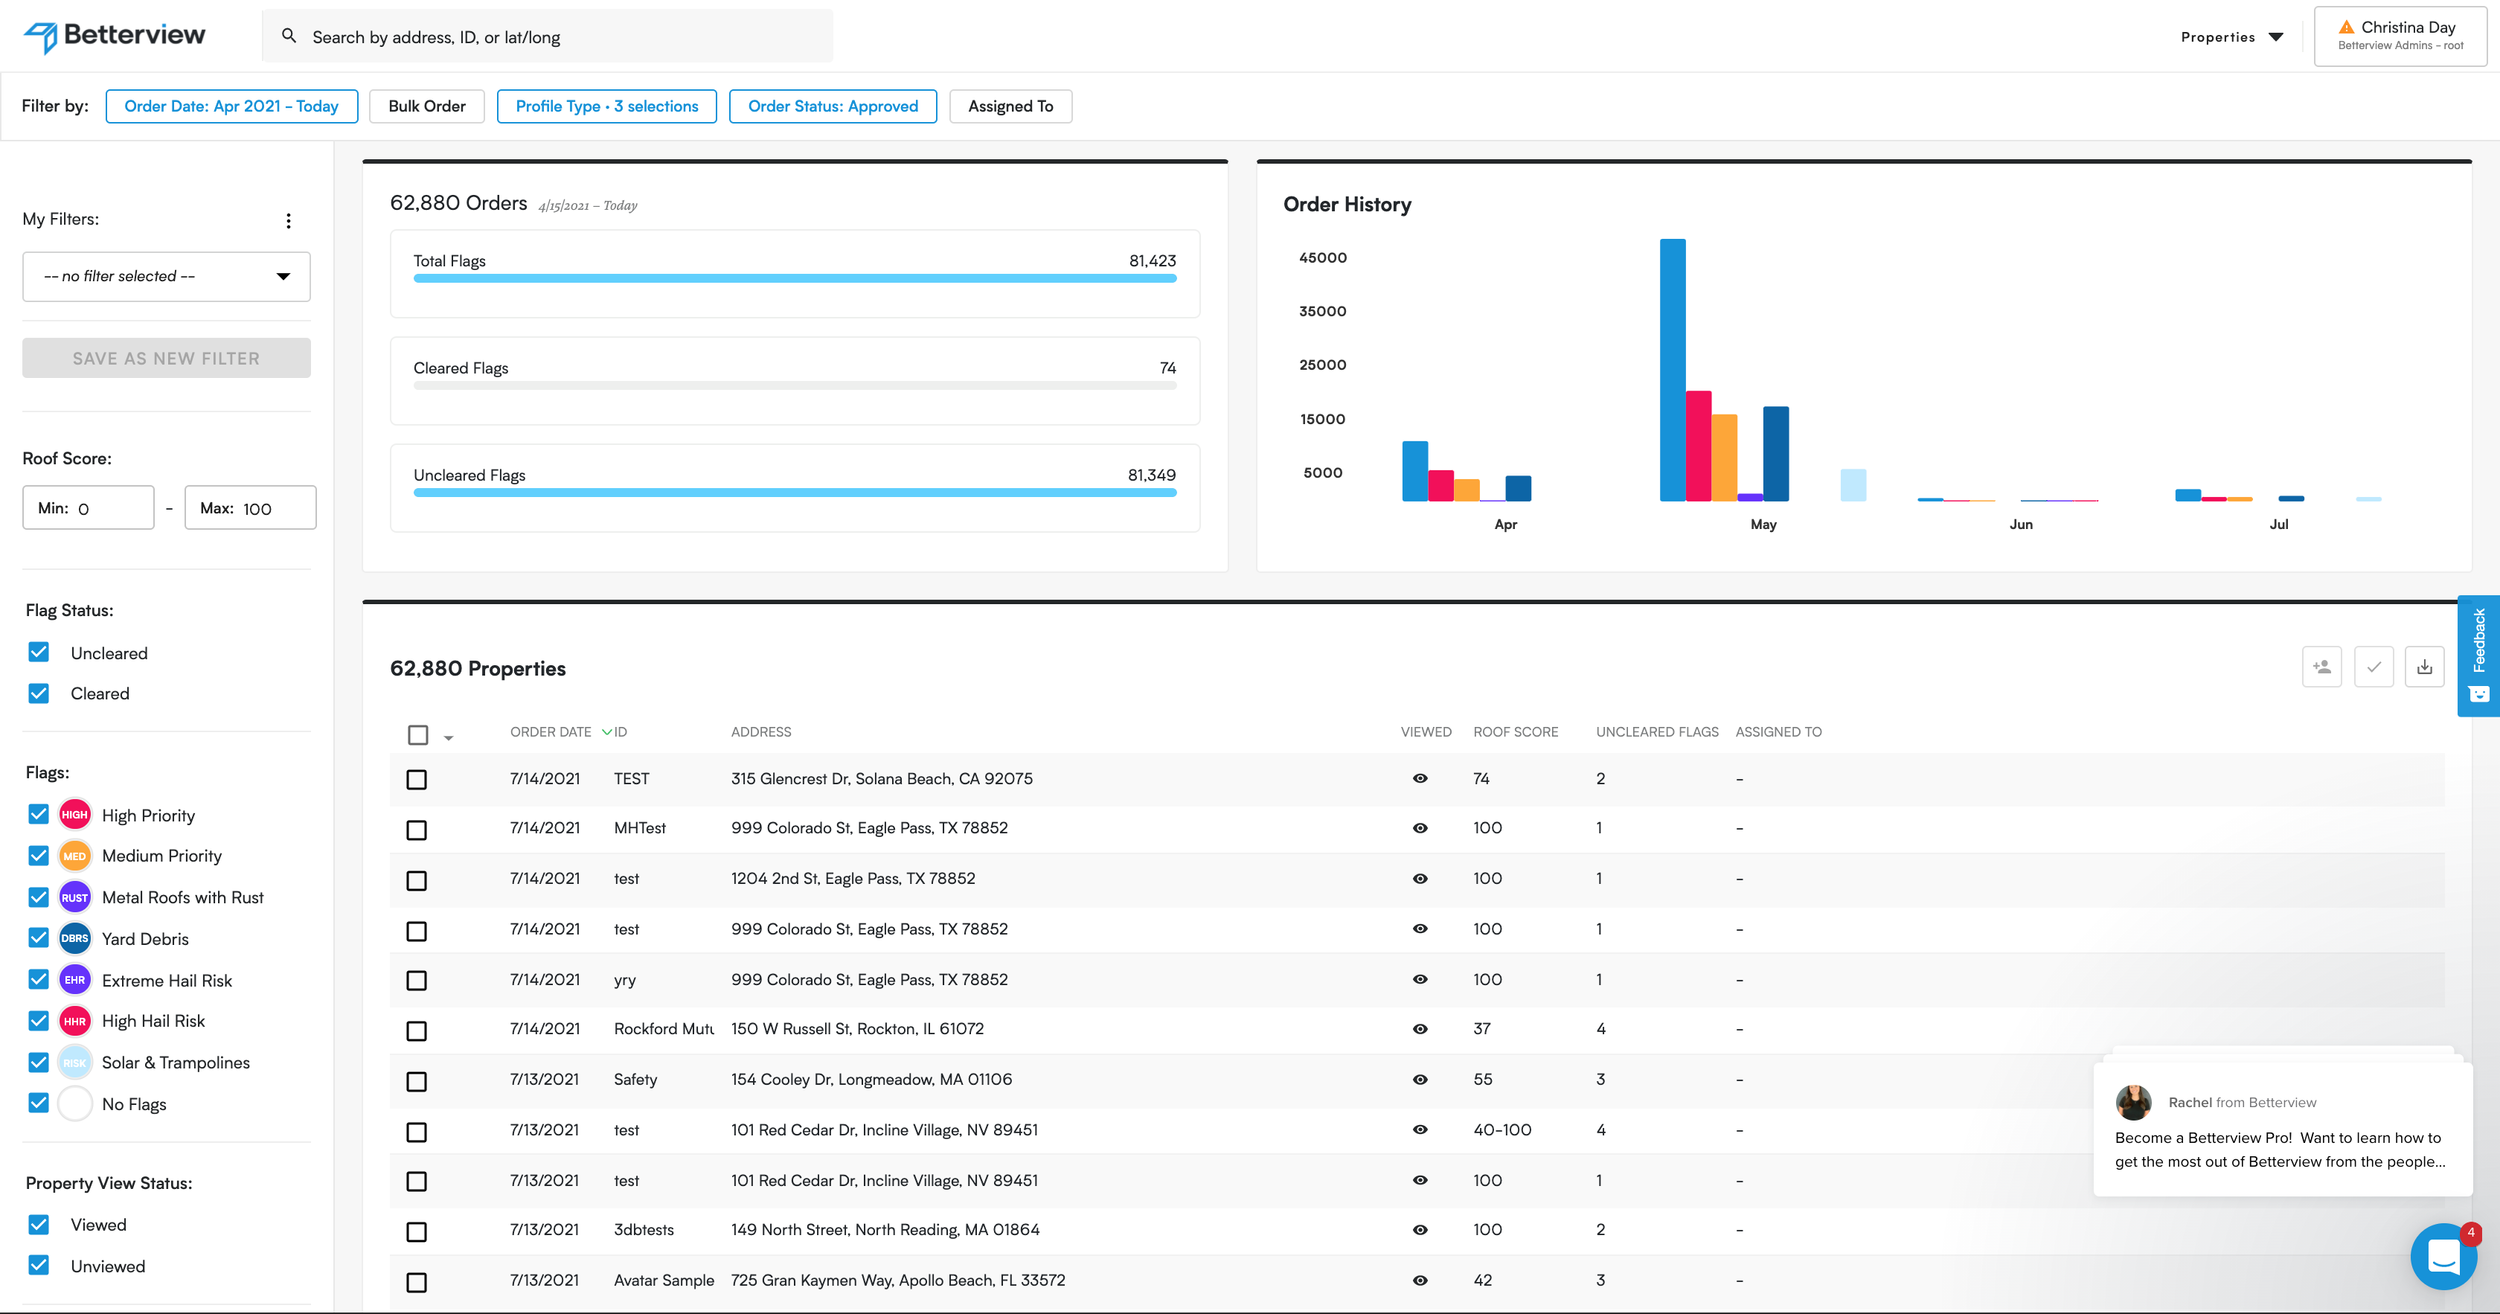 Betterview
Search by address, ID, or lat/long
Properties
Christina Day
Betterview Admins - root
Filter by:
Order Date: Apr 2021 - Today
Bulk Order
Profile Type • 3 selections
Order Status: Approved
Assigned To
My Filters:
-- no filter selected --
SAVE AS NEW FILTER
Roof Score:
Min: 0
-
Max: 100
Flag Status:
Uncleared
Cleared
Flags:
HIGH High Priority
MED Medium Priority
RUST Metal Roofs with Rust
DBRS Yard Debris
EHR Extreme Hail Risk
HHR High Hail Risk
RISK Solar & Trampolines
No Flags
Property View Status:
Viewed
Unviewed
62,880 Orders 4/15/2021 – Today
Total Flags 81,423
Cleared Flags 74
Uncleared Flags 81,349
Order History
45000
35000
25000
15000
5000
Apr May Jun Jul
Feedback
62,880 Properties
ORDER DATE ID ADDRESS VIEWED ROOF SCORE UNCLEARED FLAGS ASSIGNED TO
7/14/2021 TEST 315 Glencrest Dr, Solana Beach, CA 92075 74 2 -
7/14/2021 MHTest 999 Colorado St, Eagle Pass, TX 78852 100 1 -
7/14/2021 test 1204 2nd St, Eagle Pass, TX 78852 100 1 -
7/14/2021 test 999 Colorado St, Eagle Pass, TX 78852 100 1 -
7/14/2021 yry 999 Colorado St, Eagle Pass, TX 78852 100 1 -
7/14/2021 Rockford Mutu 150 W Russell St, Rockton, IL 61072 37 4 -
7/13/2021 Safety 154 Cooley Dr, Longmeadow, MA 01106 55 3 -
7/13/2021 test 101 Red Cedar Dr, Incline Village, NV 89451 40-100 4 -
7/13/2021 test 101 Red Cedar Dr, Incline Village, NV 89451 100 1 -
7/13/2021 3dbtests 149 North Street, North Reading, MA 01864 100 2 -
7/13/2021 Avatar Sample 725 Gran Kaymen Way, Apollo Beach, FL 33572 42 3 -
Rachel from Betterview
Become a Betterview Pro! Want to learn how to
get the most out of Betterview from the people...
4